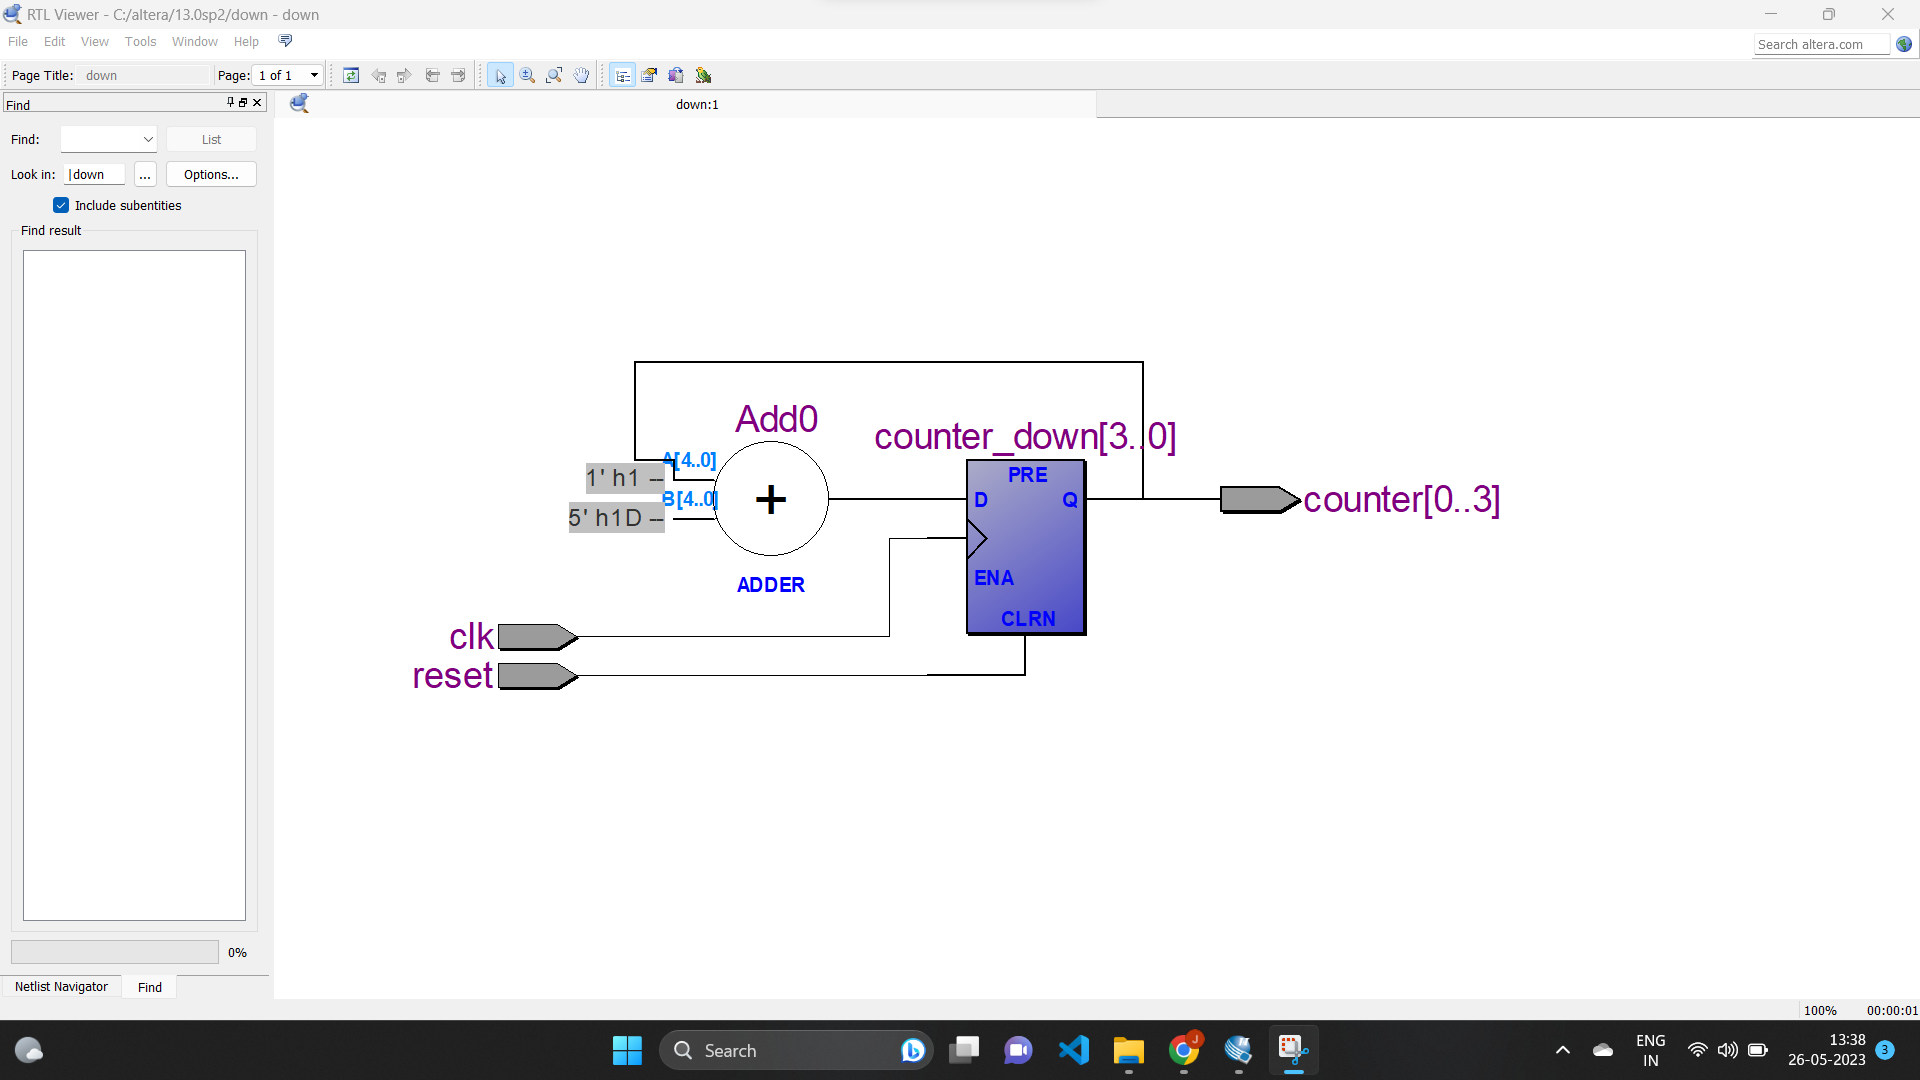 RTL Viewer - C:/altera/13.0sp2/down - down
File Edit View Tools Window Help
Search altera.com
Page Title: down Page: 1 of 1
Find
down:1
Find: List
Look in: |down ... Options...
Include subentities
Find result
Add0
counter_down[3..0]
A[4..0]
1' h1 --
B[4..0]
5' h1D --
+
PRE
D Q
ENA
CLRN
counter[0..3]
ADDER
clk
reset
0%
Netlist Navigator Find
100% 00:00:01
Search
ENG
IN
13:38
26-05-2023
3
J